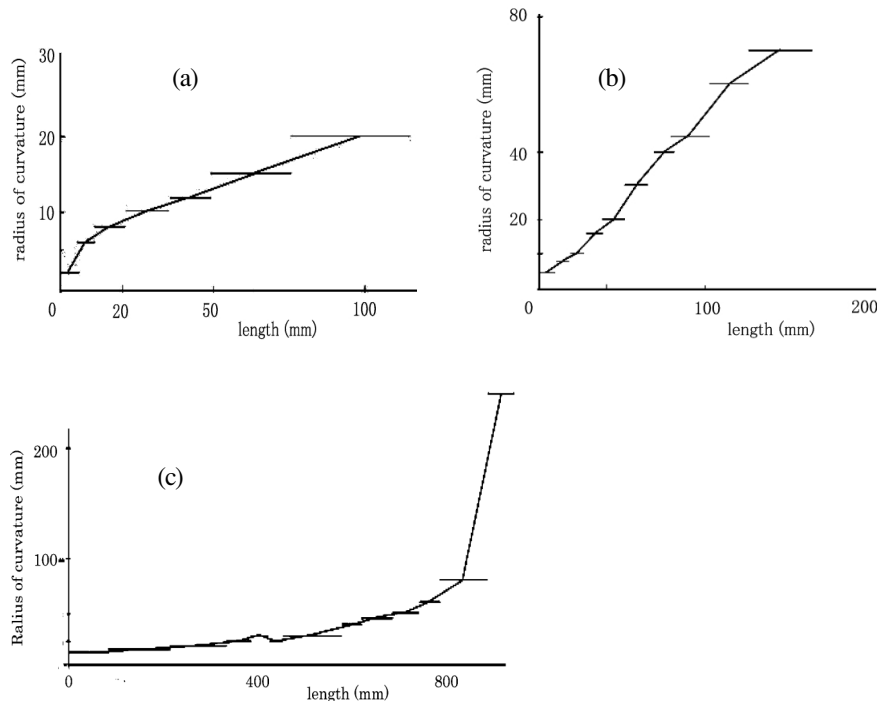 (a)
radius of curvature (mm)
30
20
10
0
20
50
100
length (mm)
(b)
radius of curvature (mm)
80
40
20
0
100
200
length (mm)
(c)
Ralius of curvature (mm)
200
100
0
0
400
800
length (mm)